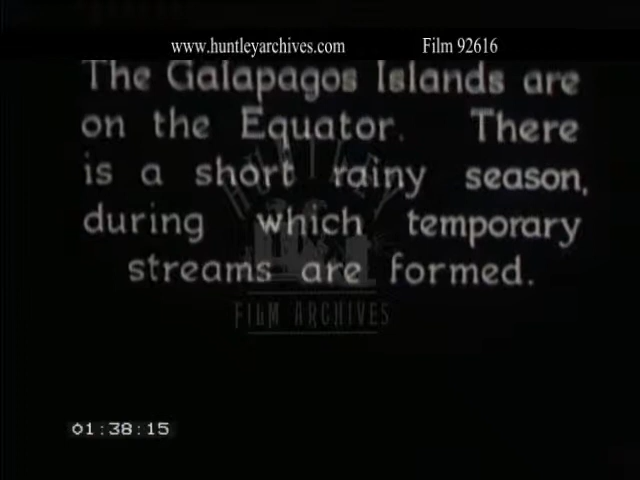 www.huntleyarchives.com Film 92616
The Galapagos Islands are
on the Equator. There
is a short rainy season,
during which temporary
streams are formed.
HUNTLEY
FILM ARCHIVES
01:38:15